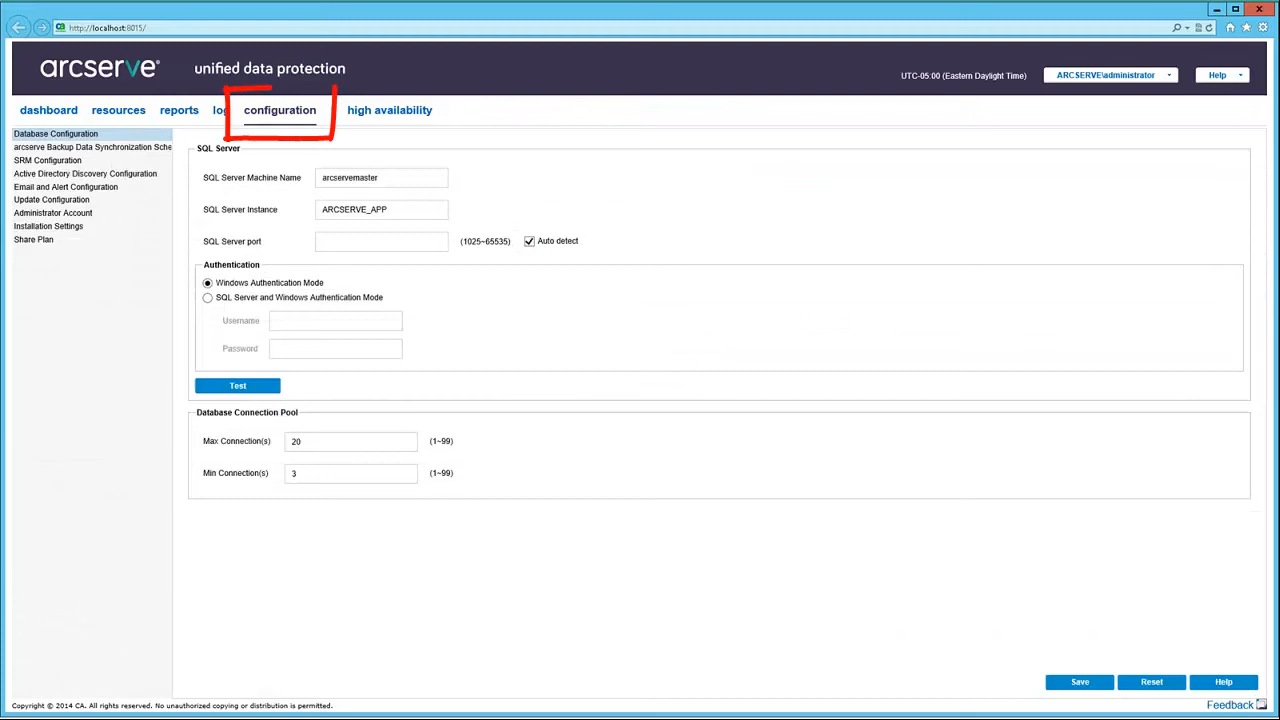 http://localhost:8015/
arcserve® unified data protection
UTC-05:00 (Eastern Daylight Time)
ARCSERVE\administrator
Help
dashboard resources reports configuration high availability
Database Configuration
arcserve Backup Data Synchronization Sche
SRM Configuration
Active Directory Discovery Configuration
Email and Alert Configuration
Update Configuration
Administrator Account
Installation Settings
Share Plan
SQL Server
SQL Server Machine Name arcservemaster
SQL Server Instance ARCSERVE_APP
SQL Server port (1025~65535) Auto detect
Authentication
Windows Authentication Mode
SQL Server and Windows Authentication Mode
Username
Password
Test
Database Connection Pool
Max Connection(s) 20 (1~99)
Min Connection(s) 3 (1~99)
Save Reset Help
Copyright © 2014 CA. All rights reserved. No unauthorized copying or distribution is permitted.
Feedback